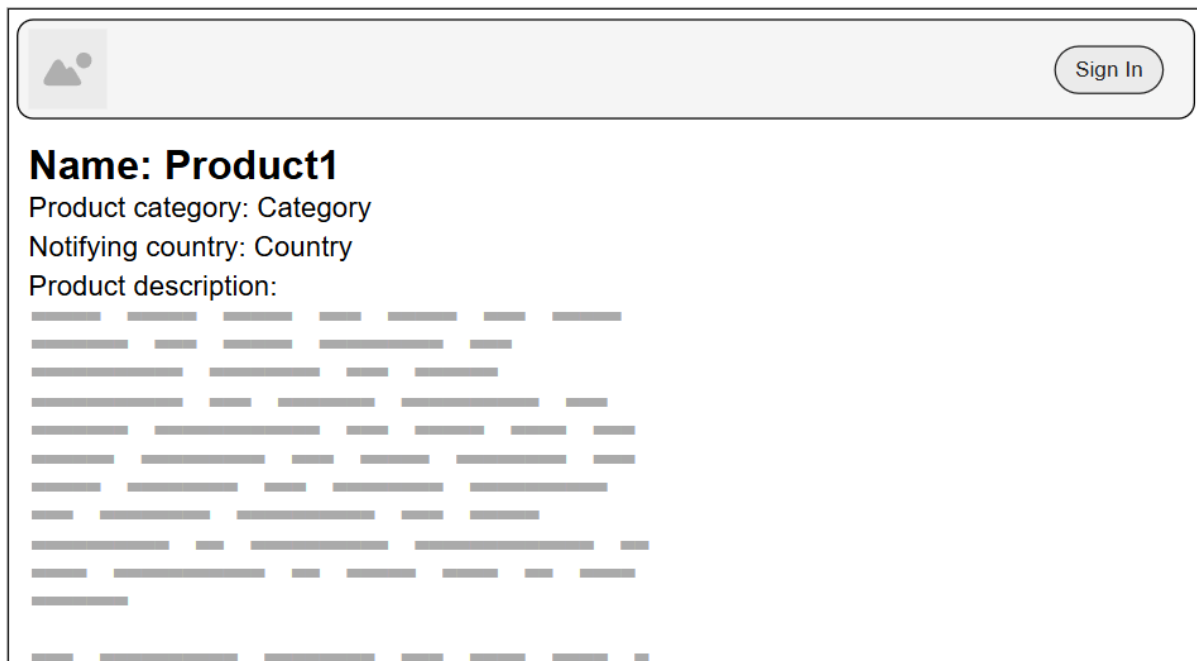 Sign In
Name: Product1
Product category: Category
Notifying country: Country
Product description: